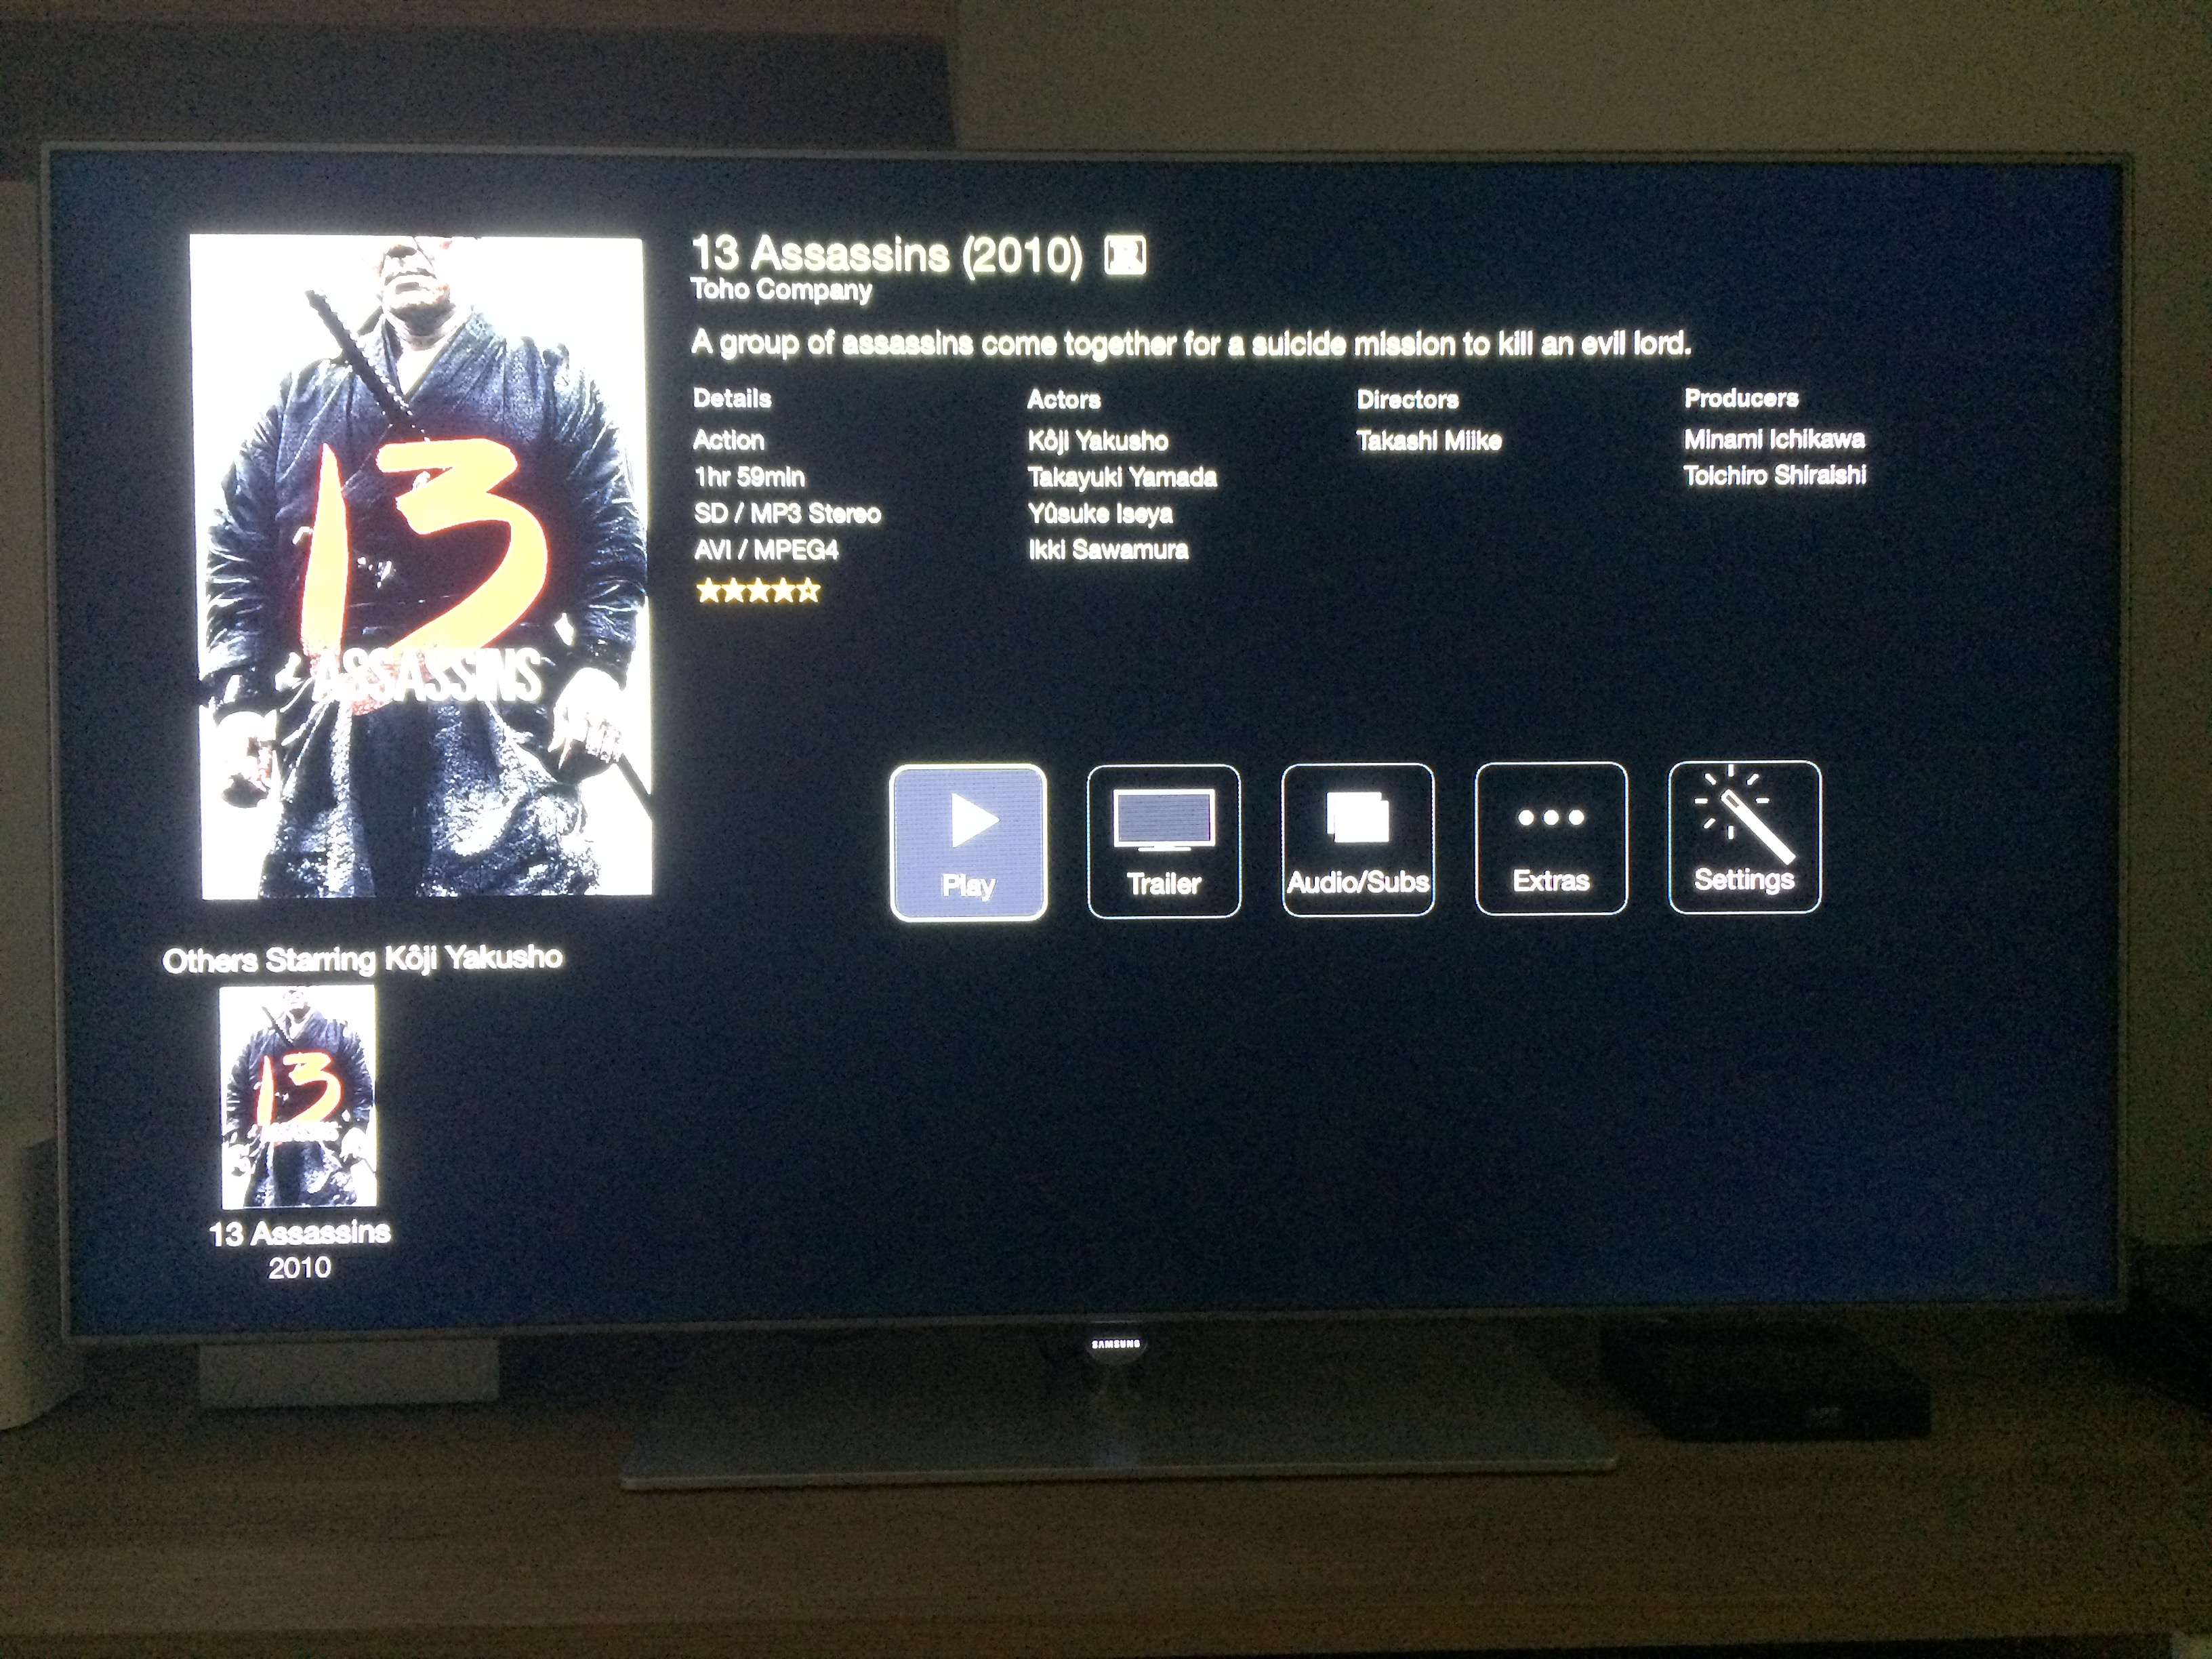 13 Assassins (2010) R
Toho Company
A group of assassins come together for a suicide mission to kill an evil lord.
Details
Action
1hr 59min
SD / MP3 Stereo
AVI / MPEG4
Actors
Kôji Yakusho
Takayuki Yamada
Yûsuke Iseya
Ikki Sawamura
Directors
Takashi Miike
Producers
Minami Ichikawa
Toichiro Shiraishi
13
ASSASSINS
Play
Trailer
Audio/Subs
Extras
Settings
Others Starring Kôji Yakusho
13
ASSASSINS
13 Assassins
2010
SAMSUNG